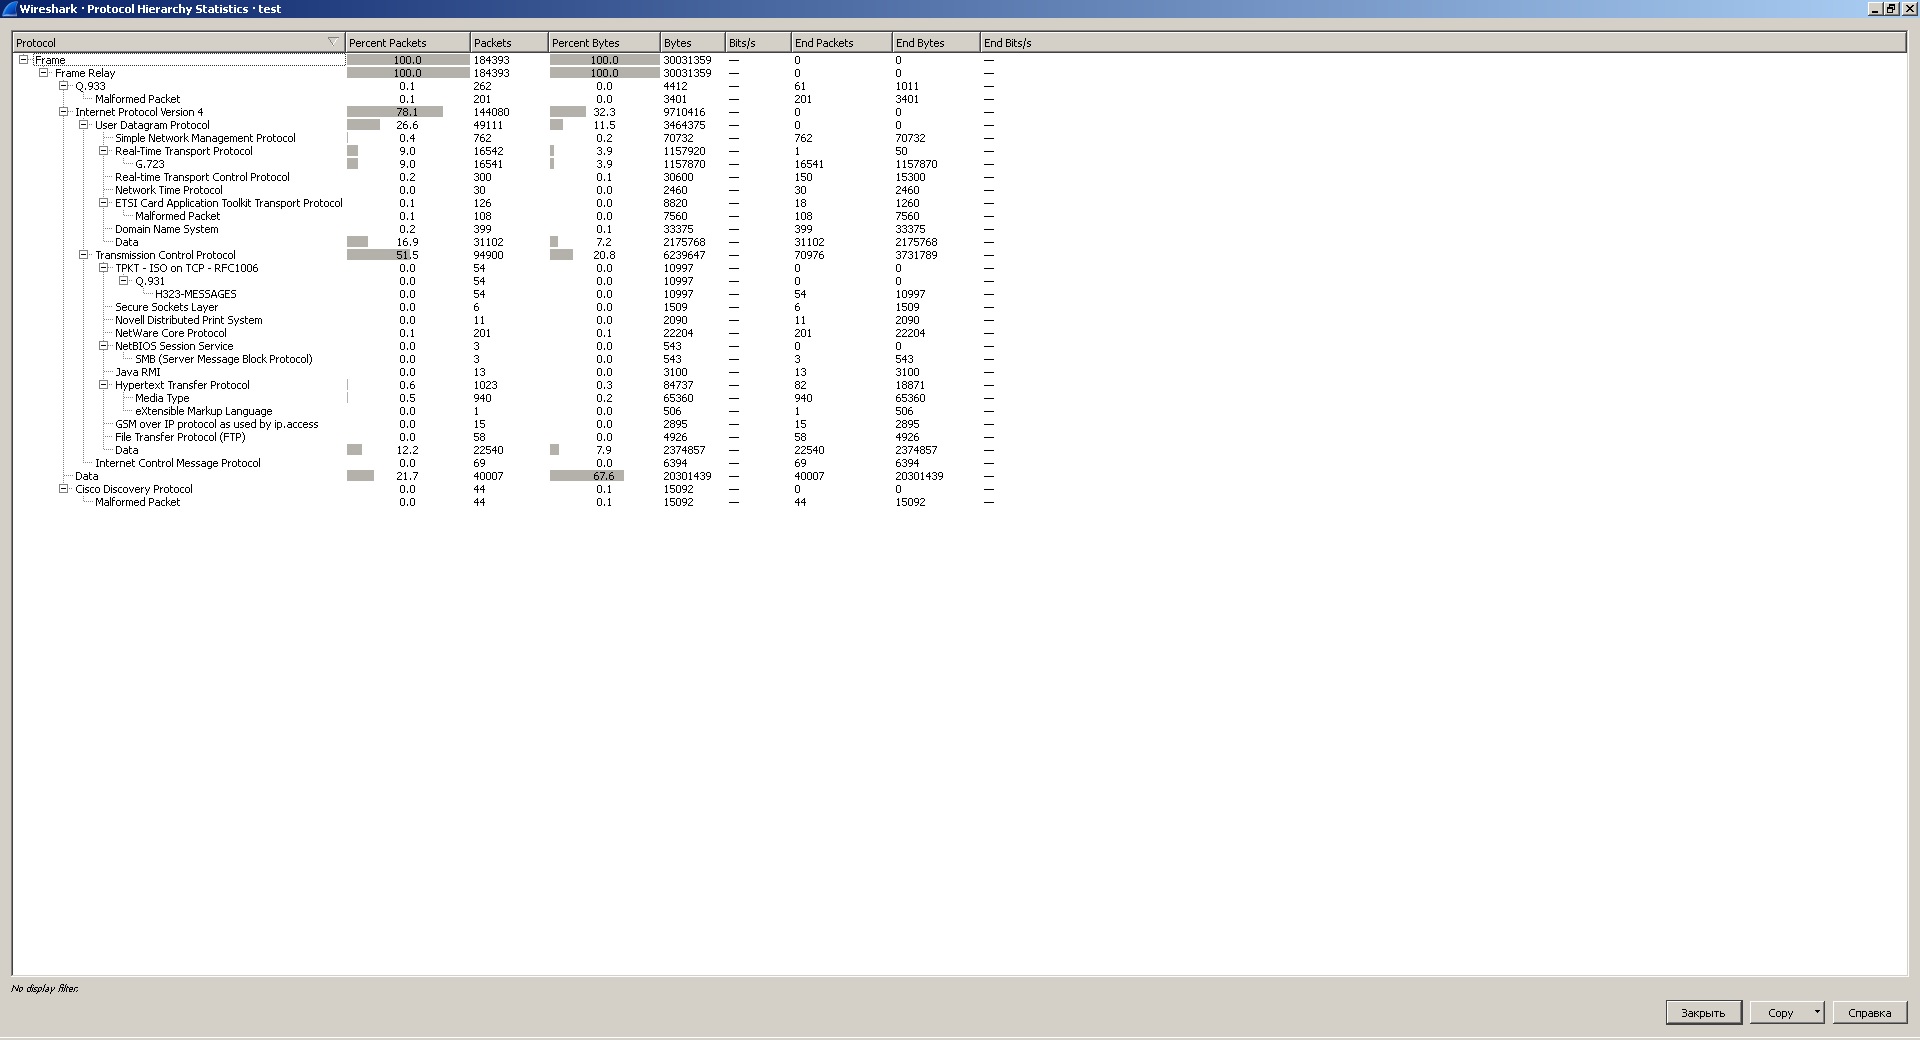 Wireshark · Protocol Hierarchy Statistics · test
Protocol Percent Packets Packets Percent Bytes Bytes Bits/s End Packets End Bytes End Bits/s
Frame 100.0 184393 100.0 30031359 — 0 0 —
Frame Relay 100.0 184393 100.0 30031359 — 0 0 —
Q.933 0.1 262 0.0 4412 — 61 1011 —
Malformed Packet 0.1 201 0.0 3401 — 201 3401 —
Internet Protocol Version 4 78.1 144080 32.3 9710416 — 0 0 —
User Datagram Protocol 26.6 49111 11.5 3464375 — 0 0 —
Simple Network Management Protocol 0.4 762 0.2 70732 — 762 70732 —
Real-Time Transport Protocol 9.0 16542 3.9 1157920 — 1 50 —
G.723 9.0 16541 3.9 1157870 — 16541 1157870 —
Real-time Transport Control Protocol 0.2 300 0.1 30600 — 150 15300 —
Network Time Protocol 0.0 30 0.0 2460 — 30 2460 —
ETSI Card Application Toolkit Transport Protocol 0.1 126 0.0 8820 — 18 1260 —
Malformed Packet 0.1 108 0.0 7560 — 108 7560 —
Domain Name System 0.2 399 0.1 33375 — 399 33375 —
Data 16.9 31102 7.2 2175768 — 31102 2175768 —
Transmission Control Protocol 51.5 94900 20.8 6239647 — 70976 3731789 —
TPKT - ISO on TCP - RFC1006 0.0 54 0.0 10997 — 0 0 —
Q.931 0.0 54 0.0 10997 — 0 0 —
H323-MESSAGES 0.0 54 0.0 10997 — 54 10997 —
Secure Sockets Layer 0.0 6 0.0 1509 — 6 1509 —
Novell Distributed Print System 0.0 11 0.0 2090 — 11 2090 —
NetWare Core Protocol 0.1 201 0.1 22204 — 201 22204 —
NetBIOS Session Service 0.0 3 0.0 543 — 0 0 —
SMB (Server Message Block Protocol) 0.0 3 0.0 543 — 3 543 —
Java RMI 0.0 13 0.0 3100 — 13 3100 —
Hypertext Transfer Protocol 0.6 1023 0.3 84737 — 82 18871 —
Media Type 0.5 940 0.2 65360 — 940 65360 —
eXtensible Markup Language 0.0 1 0.0 506 — 1 506 —
GSM over IP protocol as used by ip.access 0.0 15 0.0 2895 — 15 2895 —
File Transfer Protocol (FTP) 0.0 58 0.0 4926 — 58 4926 —
Data 12.2 22540 7.9 2374857 — 22540 2374857 —
Internet Control Message Protocol 0.0 69 0.0 6394 — 69 6394 —
Data 21.7 40007 67.6 20301439 — 40007 20301439 —
Cisco Discovery Protocol 0.0 44 0.1 15092 — 0 0 —
Malformed Packet 0.0 44 0.1 15092 — 44 15092 —
No display filter.
Закрыть Copy Справка